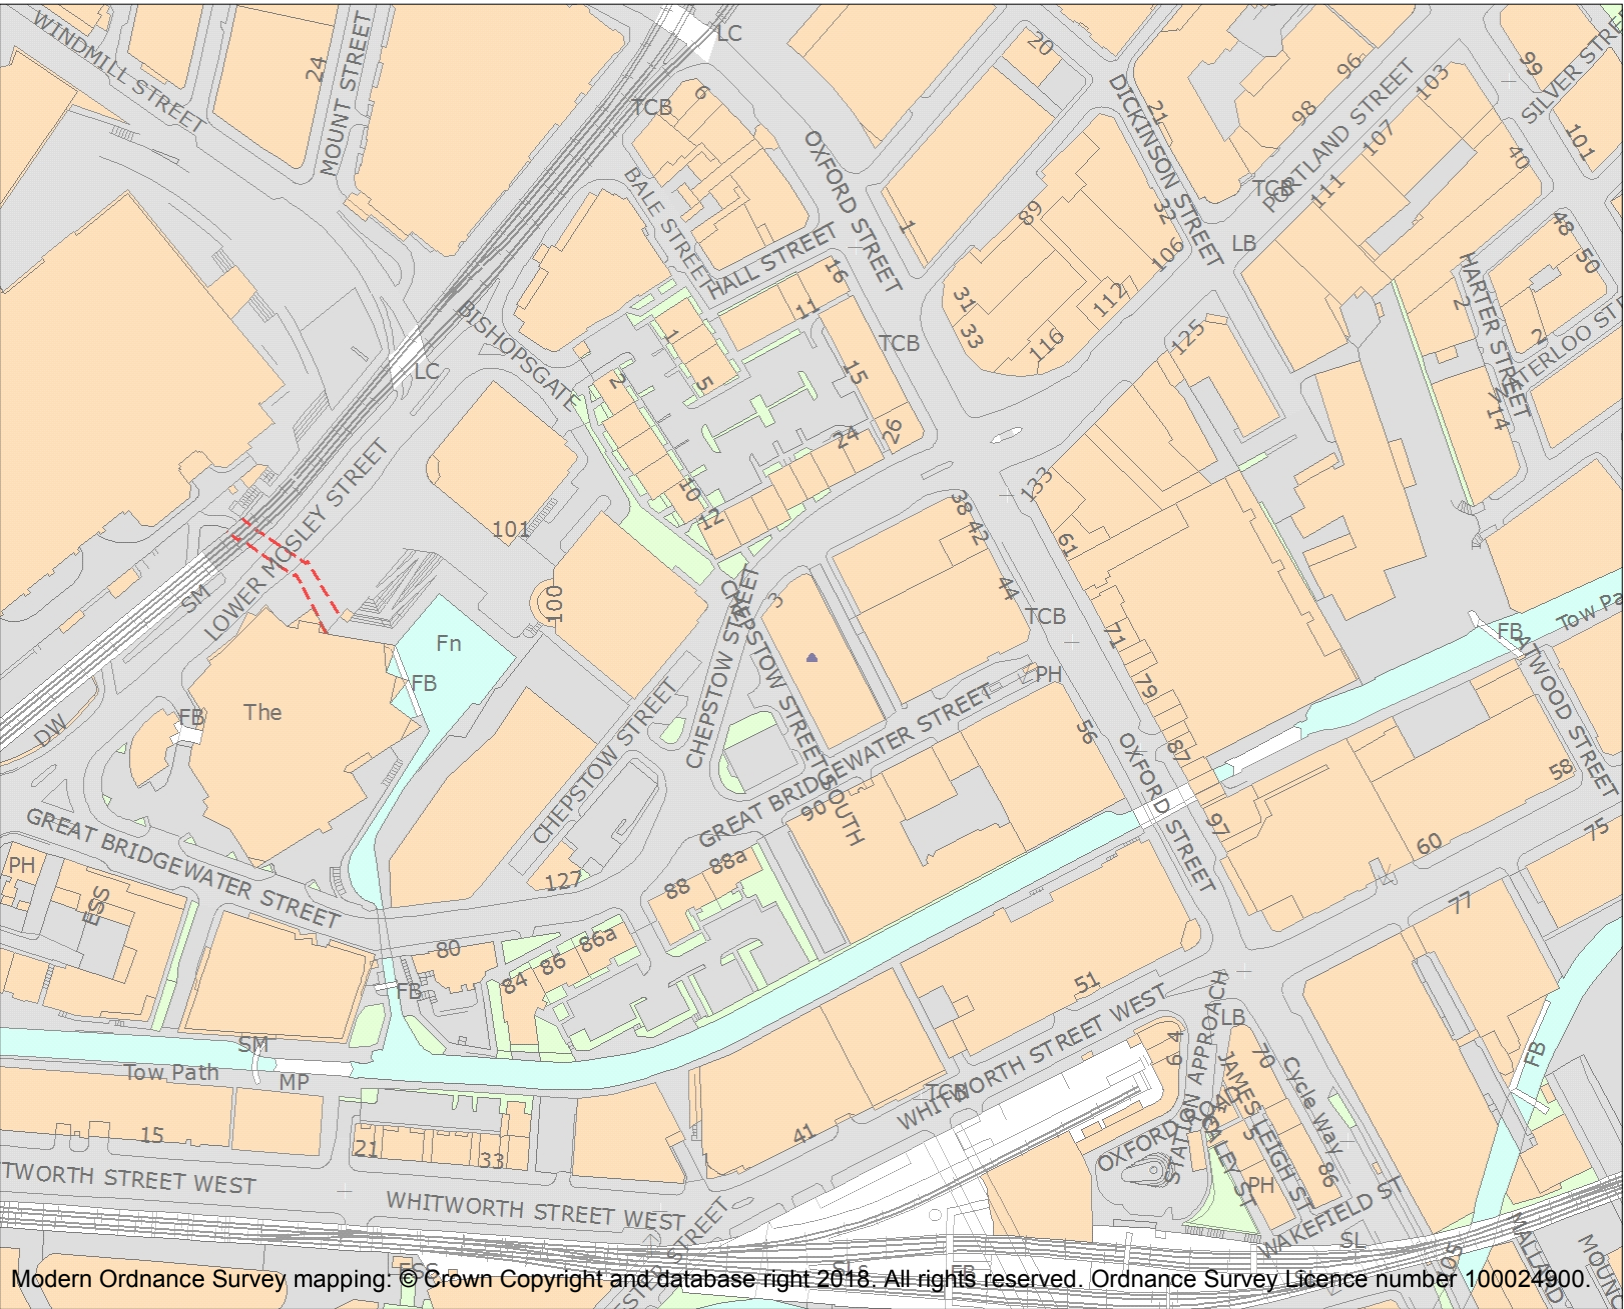 WINDMILL STREET
24
MOUNT STREET
LC
TCB
6
OXFORD STREET
20
DICKINSON STREET
21
96
98
103
PORTLAND STREET
107
99
SILVER STRE
101
TCB
111
40
BALE STREET
1
89
32
106
LB
48
50
HALL STREET
16
11
31
33
112
116
125
HARTER STREET
2
2
WATERLOO ST
14
BISHOPSGATE
LC
TCB
1
5
2
15
24
26
10
12
LOWER MOSLEY STREET
101
100
38
42
133
61
44
TCB
SM
CHEPSTOW STREET
3
CHEPSTOW STREET SOUTH
71
79
Tow Pa
FB
ATWOOD STREET
Fn
FB
The
FB
DW
PH
GREAT BRIDGEWATER STREET
56
87
OXFORD STREET
CHEPSTOW STREET
90
97
58
60
75
GREAT BRIDGEWATER STREET
PH
ESS
127
88
88a
77
80
84
86
86a
FB
51
SM
Tow Path
MP
LB
TCB
WHITWORTH STREET WEST
STATION APPROACH
6
4
OXFORD ROAD
70
JAMES LEIGH ST
Cycle Way
FB
15
21
33
41
1
5
PH
86
WAKEFIELD ST
SL
TWORTH STREET WEST
WHITWORTH STREET WEST
FB
105
Modern Ordnance Survey mapping: © Crown Copyright and database right 2018. All rights reserved. Ordnance Survey Licence number 100024900.